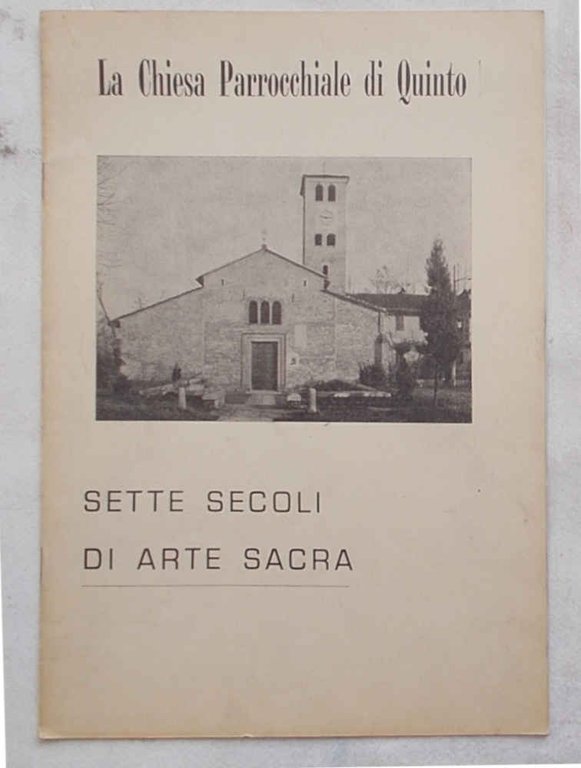 La Chiesa Parrocchiale di Quinto
SETTE SECOLI
DI ARTE SACRA